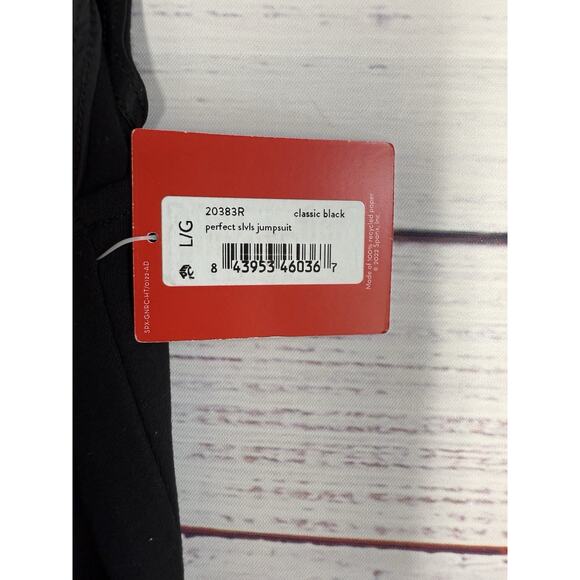 20383R classic black
perfect slvls jumpsuit
L/G
8 43953 46036 7
SPX-GNRC-HT/0122-AD
Made of 100% recycled paper
© 2022 Spanx, Inc.